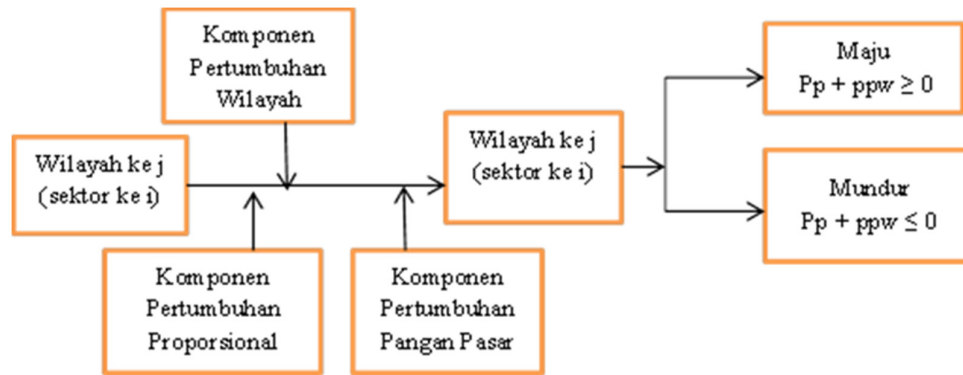 Komponen
Pertumbuhan
Wilayah
Wilayah ke j
(sektor ke i)
Komponen
Pertumbuhan
Proporsional
Komponen
Pertumbuhan
Pangan Pasar
Wilayah ke j
(sektor ke i)
Maju
Pp + ppw ≥ 0
Mundur
Pp + ppw ≤ 0